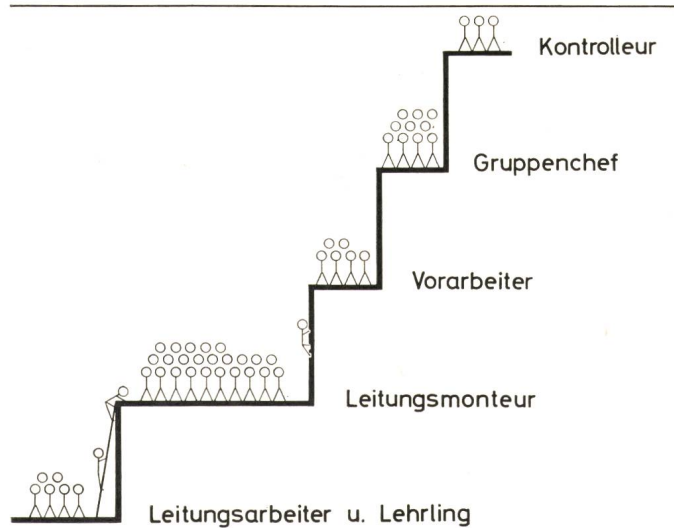 Kontrolleur
Gruppenchef
Vorarbeiter
Leitungsmonteur
Leitungsarbeiter u. Lehrling